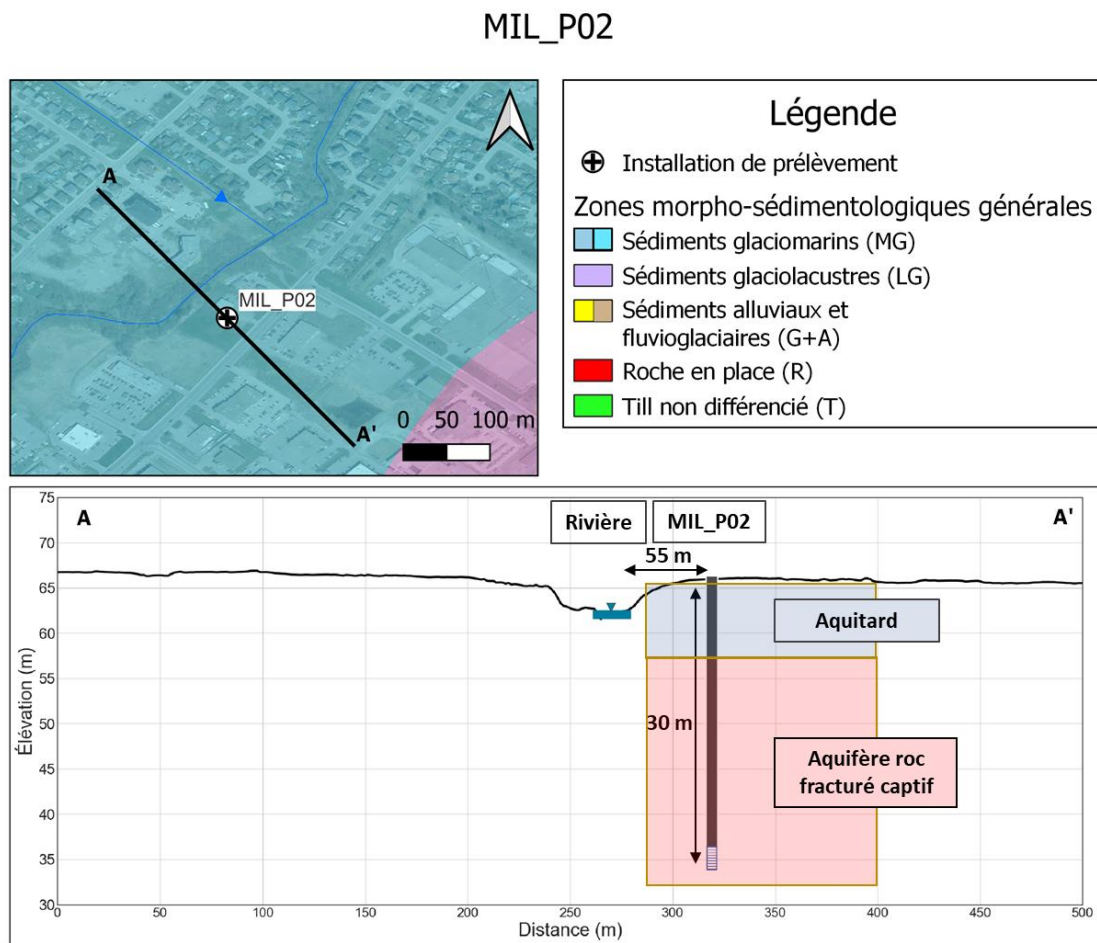 MIL_P02
A
MIL_P02
A'
0 50 100 m
Légende
Installation de prélèvement
Zones morpho-sédimentologiques générales
Sédiments glaciomarins (MG)
Sédiments glaciolacustres (LG)
Sédiments alluviaux et
fluvioglaciaires (G+A)
Roche en place (R)
Till non différencié (T)
A
Rivière
MIL_P02
A'
55 m
Aquitard
30 m
Aquifère roc
fracturé captif
Élévation (m)
75
70
65
60
55
50
45
40
35
30
0 50 100 150 200 250 300 350 400 450 500
Distance (m)